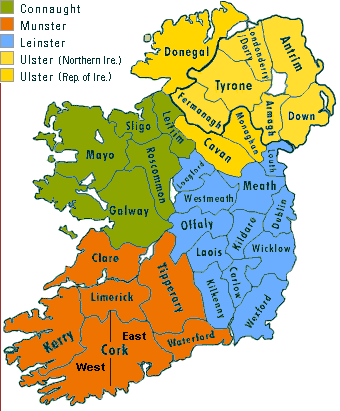 Connaught
Munster
Leinster
Ulster (Northern Ire.)
Ulster (Rep. of Ire.)
Donegal
Londonderry
Derry
Antrim
Tyrone
Fermanagh
Armagh
Down
Monaghan
Cavan
Sligo
Leitrim
Mayo
Roscommon
Galway
Longford
Louth
Meath
Westmeath
Offaly
Kildare
Dublin
Laois
Wicklow
Carlow
Kilkenny
Wexford
Clare
Tipperary
Limerick
Kerry
East
Cork
West
Waterford